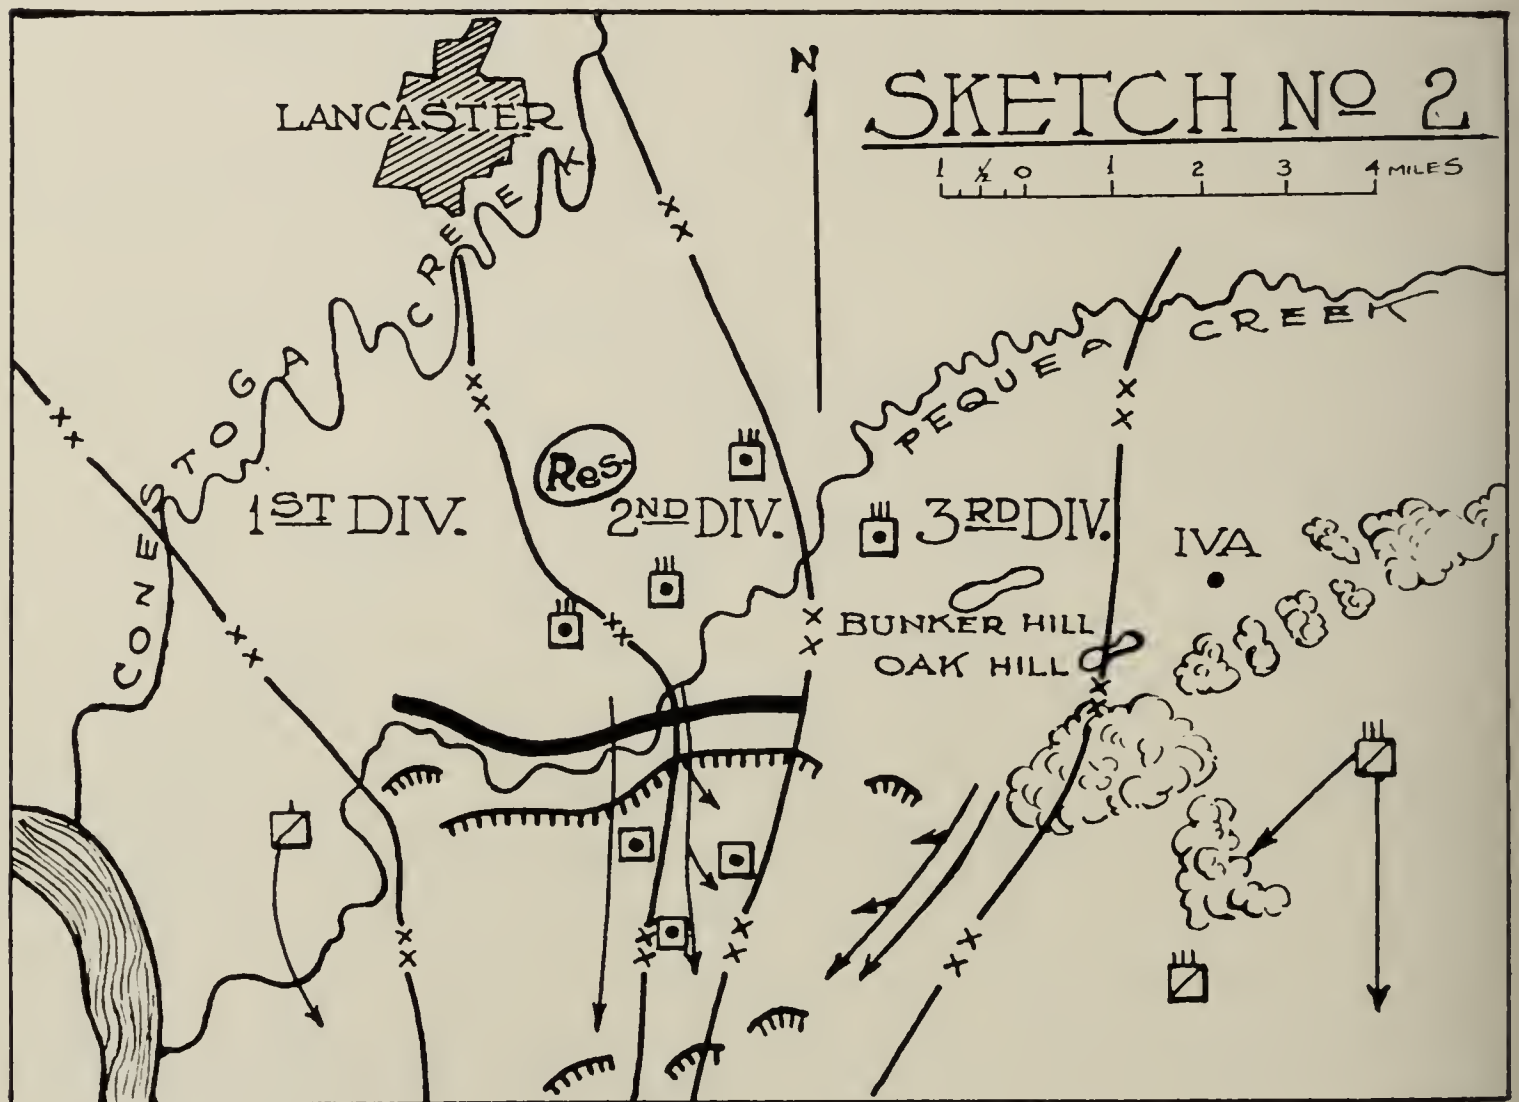 SKETCH Nº 2
N
1 ½ 0 1 2 3 4 MILES
LANCASTER
CONESTOGA CREEK
PEQUEA CREEK
Res.
1ST DIV.
2ND DIV.
3RD DIV.
IVA
BUNKER HILL
OAK HILL